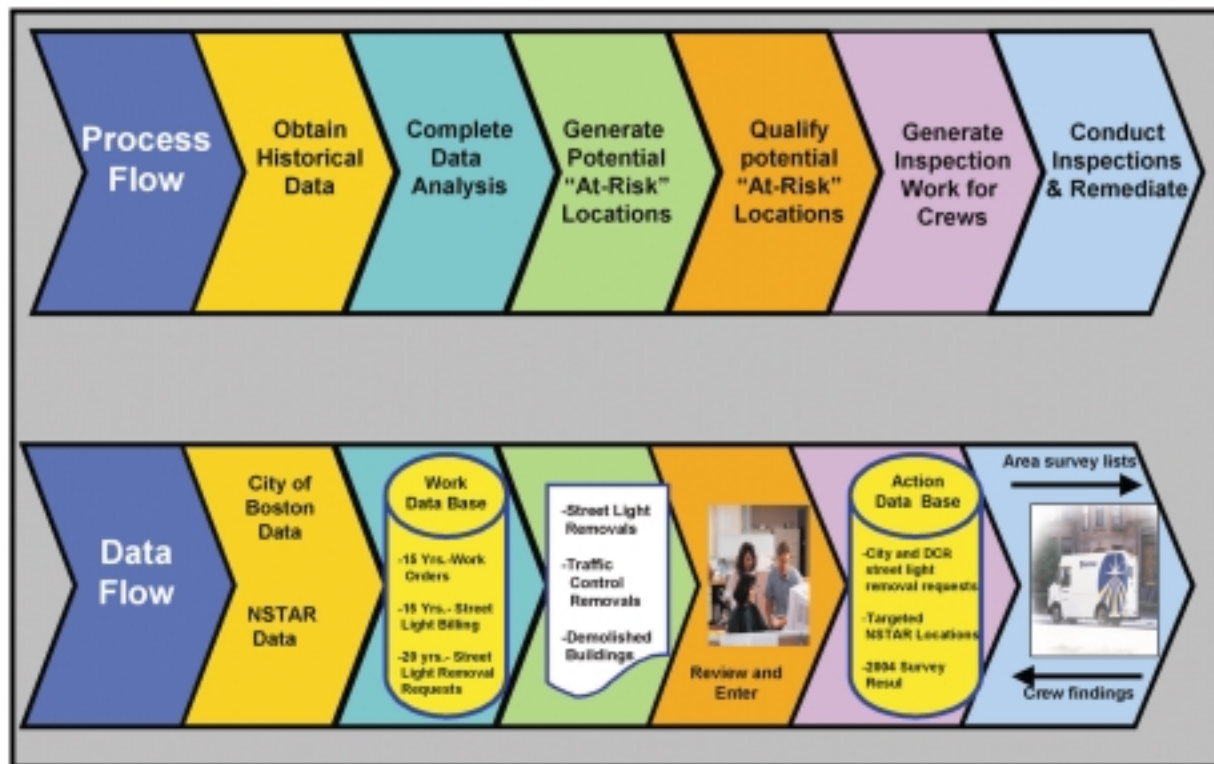 Process
Flow
Obtain
Historical
Data
Complete
Data
Analysis
Generate
Potential
“At-Risk”
Locations
Qualify
potential
“At-Risk”
Locations
Generate
Inspection
Work for
Crews
Conduct
Inspections
& Remediate
Data
Flow
City of
Boston
Data
NSTAR
Data
Work
Data Base
-15 Yrs.-Work
Orders
-15 Yrs.- Street
Light Billing
-20 yrs.- Street
Light Removal
Requests
-Street Light
Removals
-Traffic
Control
Removals
-Demolished
Buildings
Review and
Enter
Action
Data Base
-City and DCR
street light
removal requests
-Targeted
NSTAR Locations
-2004 Survey
Resul
Area survey lists
Crew findings